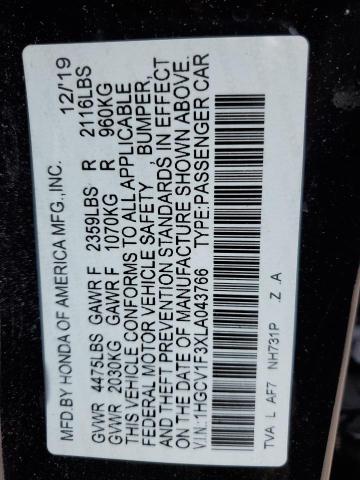 MFD.BY HONDA OF AMERICA MFG.,INC. 12/19
GVWR 4475LBS GAWR F 2359LBS R 2116LBS
GVWR 2030KG GAWR F 1070KG R 960KG
THIS VEHICLE CONFORMS TO ALL APPLICABLE
FEDERAL MOTOR VEHICLE SAFETY, BUMPER,
AND THEFT PREVENTION STANDARDS IN EFFECT
ON THE DATE OF MANUFACTURE SHOWN ABOVE.
V.I.N.: 1HGCV1F3XLA043766 TYPE:PASSENGER CAR
TVA L AF7 NH731P Z .A